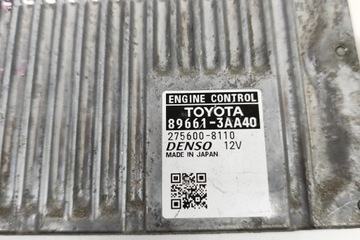 ENGINE CONTROL
TOYOTA
89661-3AA40
275600-8110
DENSO 12V
MADE IN JAPAN